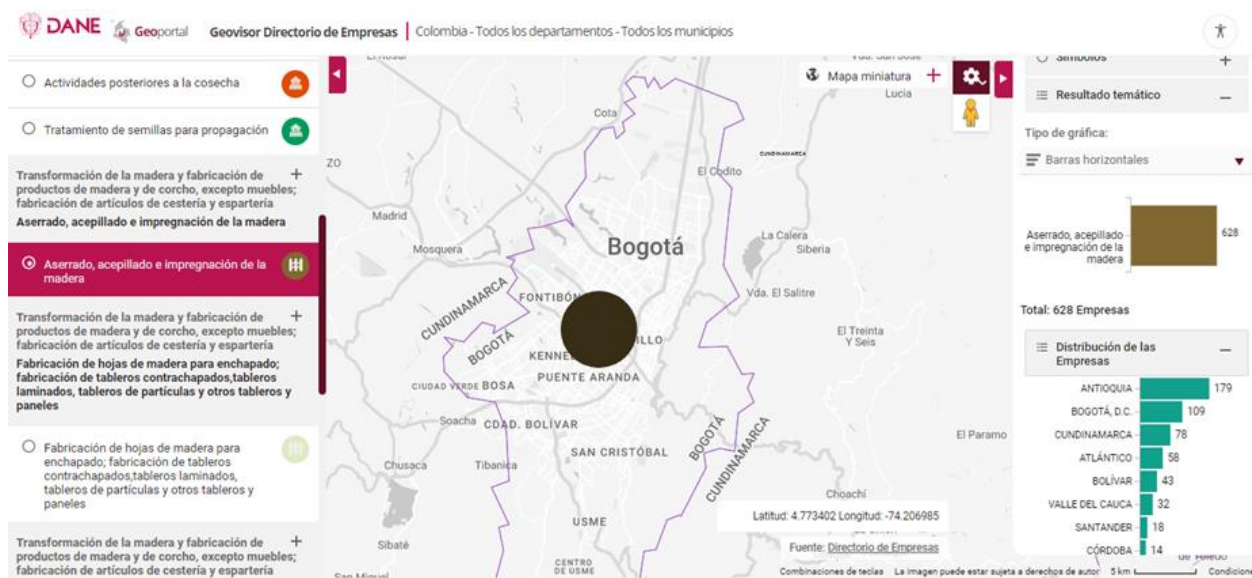 DANE
Geoportal
Geovisor Directorio de Empresas
Colombia - Todos los departamentos - Todos los municipios
Actividades posteriores a la cosecha
Tratamiento de semillas para propagación
Transformación de la madera y fabricación de
productos de madera y de corcho, excepto muebles;
fabricación de artículos de cestería y espartería
+
Aserrado, acepillado e impregnación de la madera
Aserrado, acepillado e impregnación de la
madera
Transformación de la madera y fabricación de
productos de madera y de corcho, excepto muebles;
fabricación de artículos de cestería y espartería
+
Fabricación de hojas de madera para enchapado;
fabricación de tableros contrachapados,tableros
laminados, tableros de partículas y otros tableros y
paneles
Fabricación de hojas de madera para
enchapado; fabricación de tableros
contrachapados,tableros laminados,
tableros de partículas y otros tableros y
paneles
Transformación de la madera y fabricación de
productos de madera y de corcho, excepto muebles;
fabricación de artículos de cestería y espartería
+
Mapa miniatura +
Lucia
Cota
CUNDINAMARCA
ZO
El Codito
Madrid
Mosquera
Bogotá
La Calera
Siberia
FONTIBÓN
Vda. El Salitre
CUNDINAMARCA
BOGOTÁ
KENNE
LLO
El Treinta
Y Seis
PUENTE ARANDA
CIUDAD VERDE
BOSA
Soacha
CDAD. BOLÍVAR
BOGOTÁ
CUNDINAMARCA
El Paramo
SAN CRISTÓBAL
Chusaca
Tibanica
Choachí
USME
Sibaté
CENTRO
DE USME
San Miguel
Latitud: 4.773402 Longitud: -74.206985
Fuente: Directorio de Empresas
Combinaciones de teclas
La imagen puede estar sujeta a derechos de autor
5 km
Condicione
de Toledo
Símbolos
+
Resultado temático
Tipo de gráfica:
Barras horizontales
Aserrado, acepillado
e impregnación de la
madera
628
Total: 628 Empresas
Distribución de las
Empresas
ANTIOQUIA 179
BOGOTÁ, D.C. 109
CUNDINAMARCA 78
ATLÁNTICO 58
BOLÍVAR 43
VALLE DEL CAUCA 32
SANTANDER 18
CÓRDOBA 14